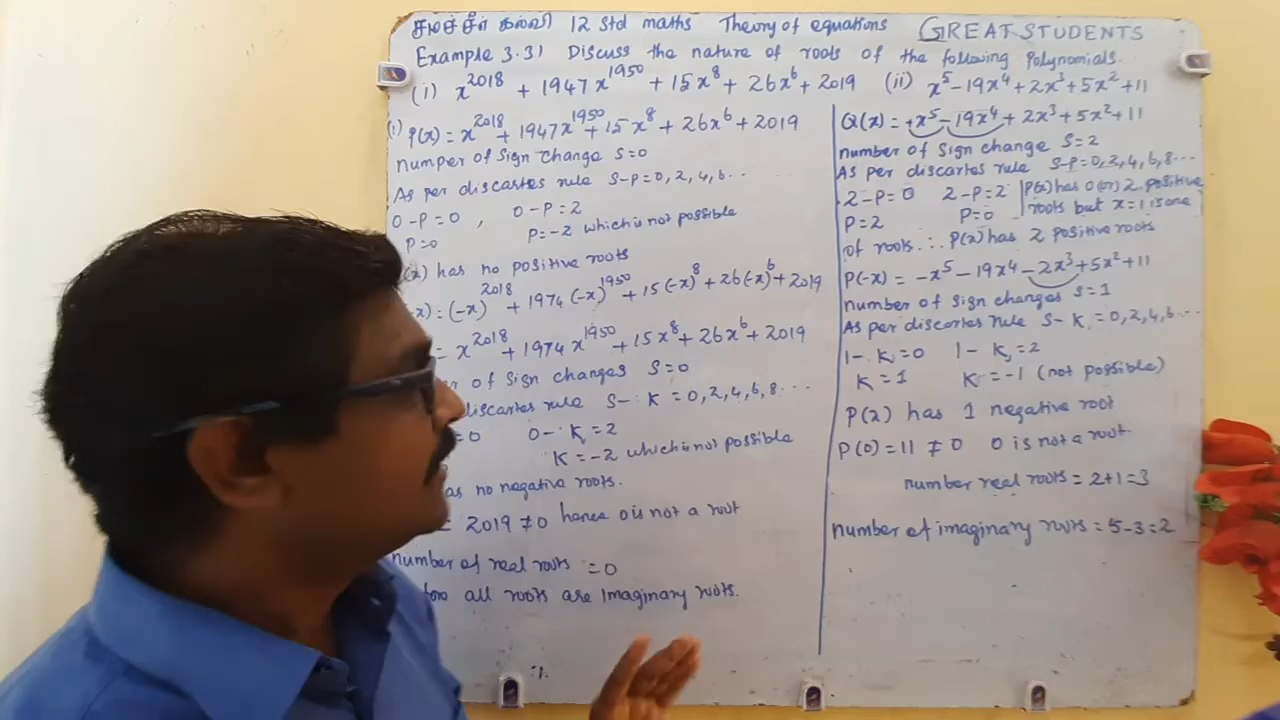 சமச்சீர் கல்வி 12 Std maths Theory of equations GREAT STUDENTS
Example 3.31 Discuss the nature of roots of the following Polynomials.
(i) x^2018 + 1947x^1950 + 15x^8 + 26x^6 + 2019 (ii) x^5 - 19x^4 + 2x^3 + 5x^2 + 11
(i) P(x) = x^2018 + 1947x^1950 + 15x^8 + 26x^6 + 2019
number of Sign change S=0
As per discartes rule S-P=0, 2, 4, 6...
0-P=0, 0-P=2
P=0 P=-2 which is not possible
(x) has no positive roots
x) = (-x)^2018 + 1974(-x)^1950 + 15(-x)^8 + 26(-x)^6 + 2019
= x^2018 + 1974x^1950 + 15x^8 + 26x^6 + 2019
of Sign changes S=0
discartes rule S-K=0,2,4,6,8...
=0 0-K=2
K=-2 which is not possible
as no negative roots.
= 2019 ≠ 0 hence 0 is not a root
number of real roots =0
all roots are Imaginary roots.
Q(x) = +x^5 - 19x^4 + 2x^3 + 5x^2 + 11
number of Sign change S=2
As per discartes rule S-P=0,2,4,6,8...
2-P=0 2-P=2 P(x) has 0 (or) 2 positive
P=2 P=0 roots but x=1 is one
of roots ∴ P(x) has 2 positive roots
P(-x) = -x^5 - 19x^4 - 2x^3 + 5x^2 + 11
number of Sign changes S=1
As per discartes rule S-K=0,2,4,6...
1-K=0 1-K=2
K=1 K=-1 (not possible)
P(x) has 1 negative root
P(0)=11 ≠ 0 0 is not a root
number real roots = 2+1=3
number of imaginary roots = 5-3=2